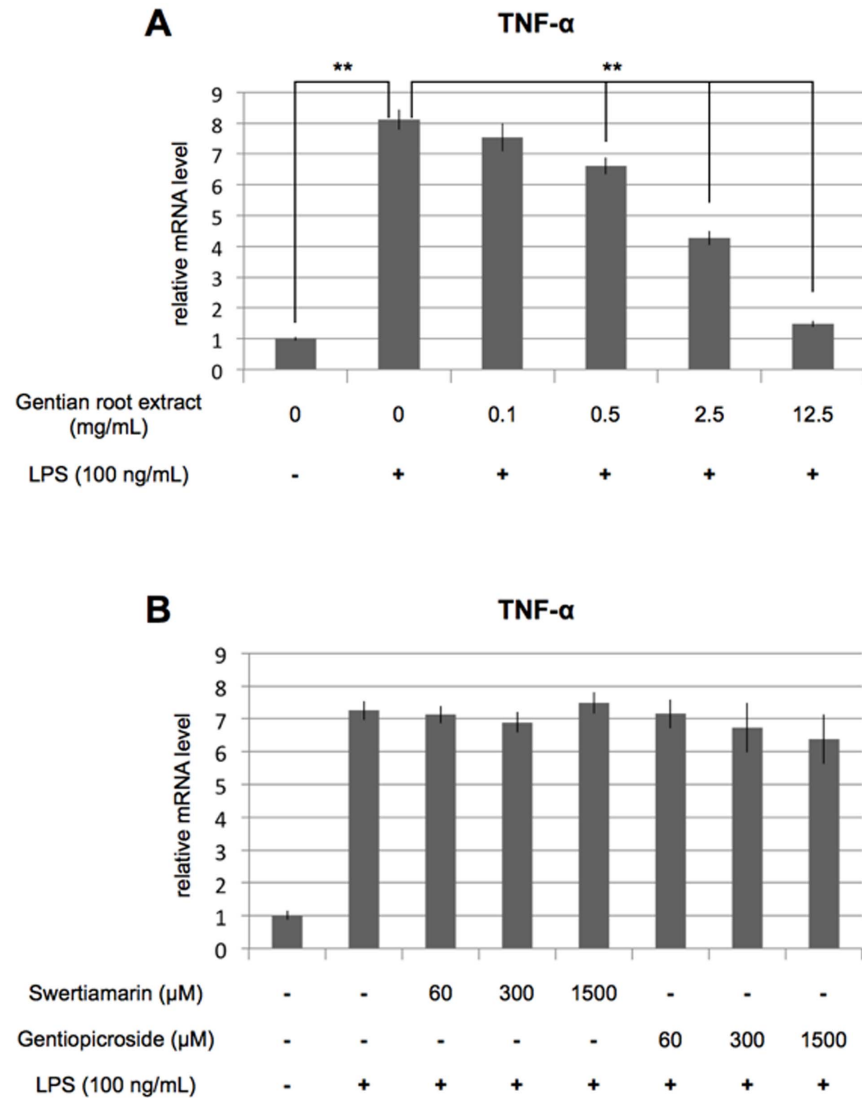 A
TNF-α
** **
9
8
7
6
5
4
3
2
1
0
relative mRNA level
Gentian root extract
(mg/mL) 0 0 0.1 0.5 2.5 12.5
LPS (100 ng/mL) - + + + + +
B
TNF-α
9
8
7
6
5
4
3
2
1
0
relative mRNA level
Swertiamarin (μM) - - 60 300 1500 - - -
Gentiopicroside (μM) - - - - - 60 300 1500
LPS (100 ng/mL) - + + + + + + +